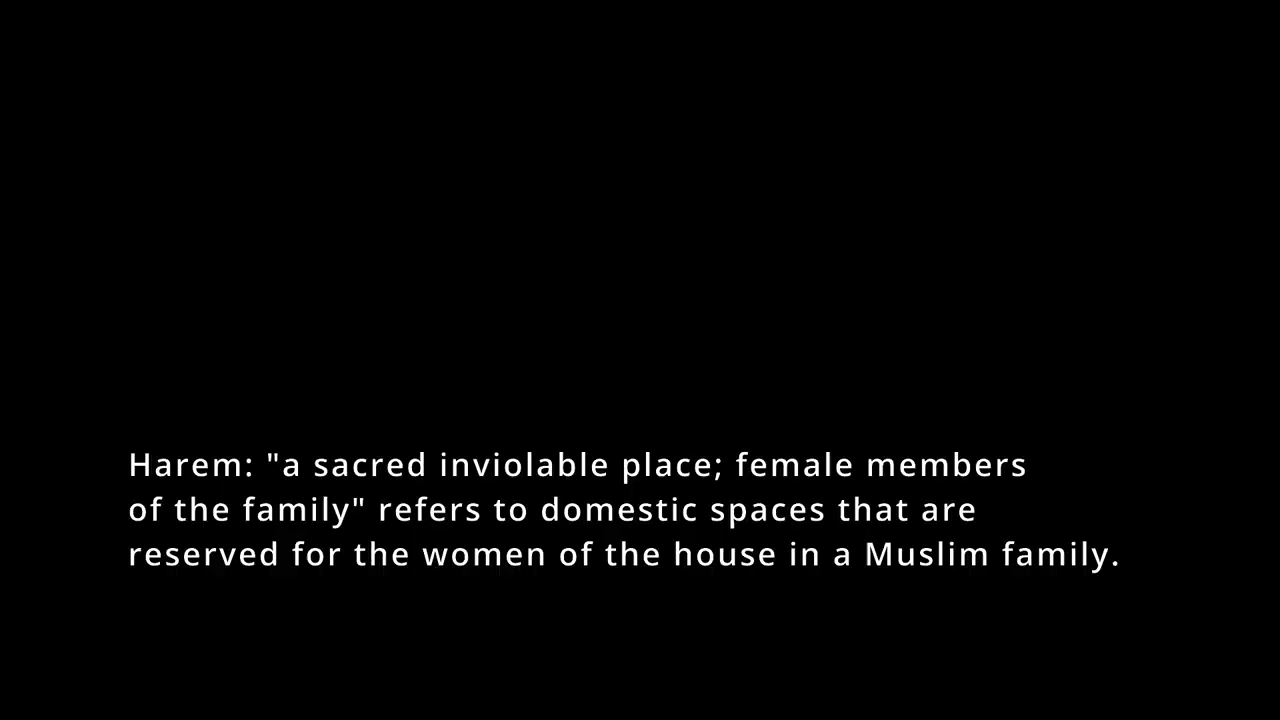 Harem: "a sacred inviolable place; female members
of the family" refers to domestic spaces that are
reserved for the women of the house in a Muslim family.